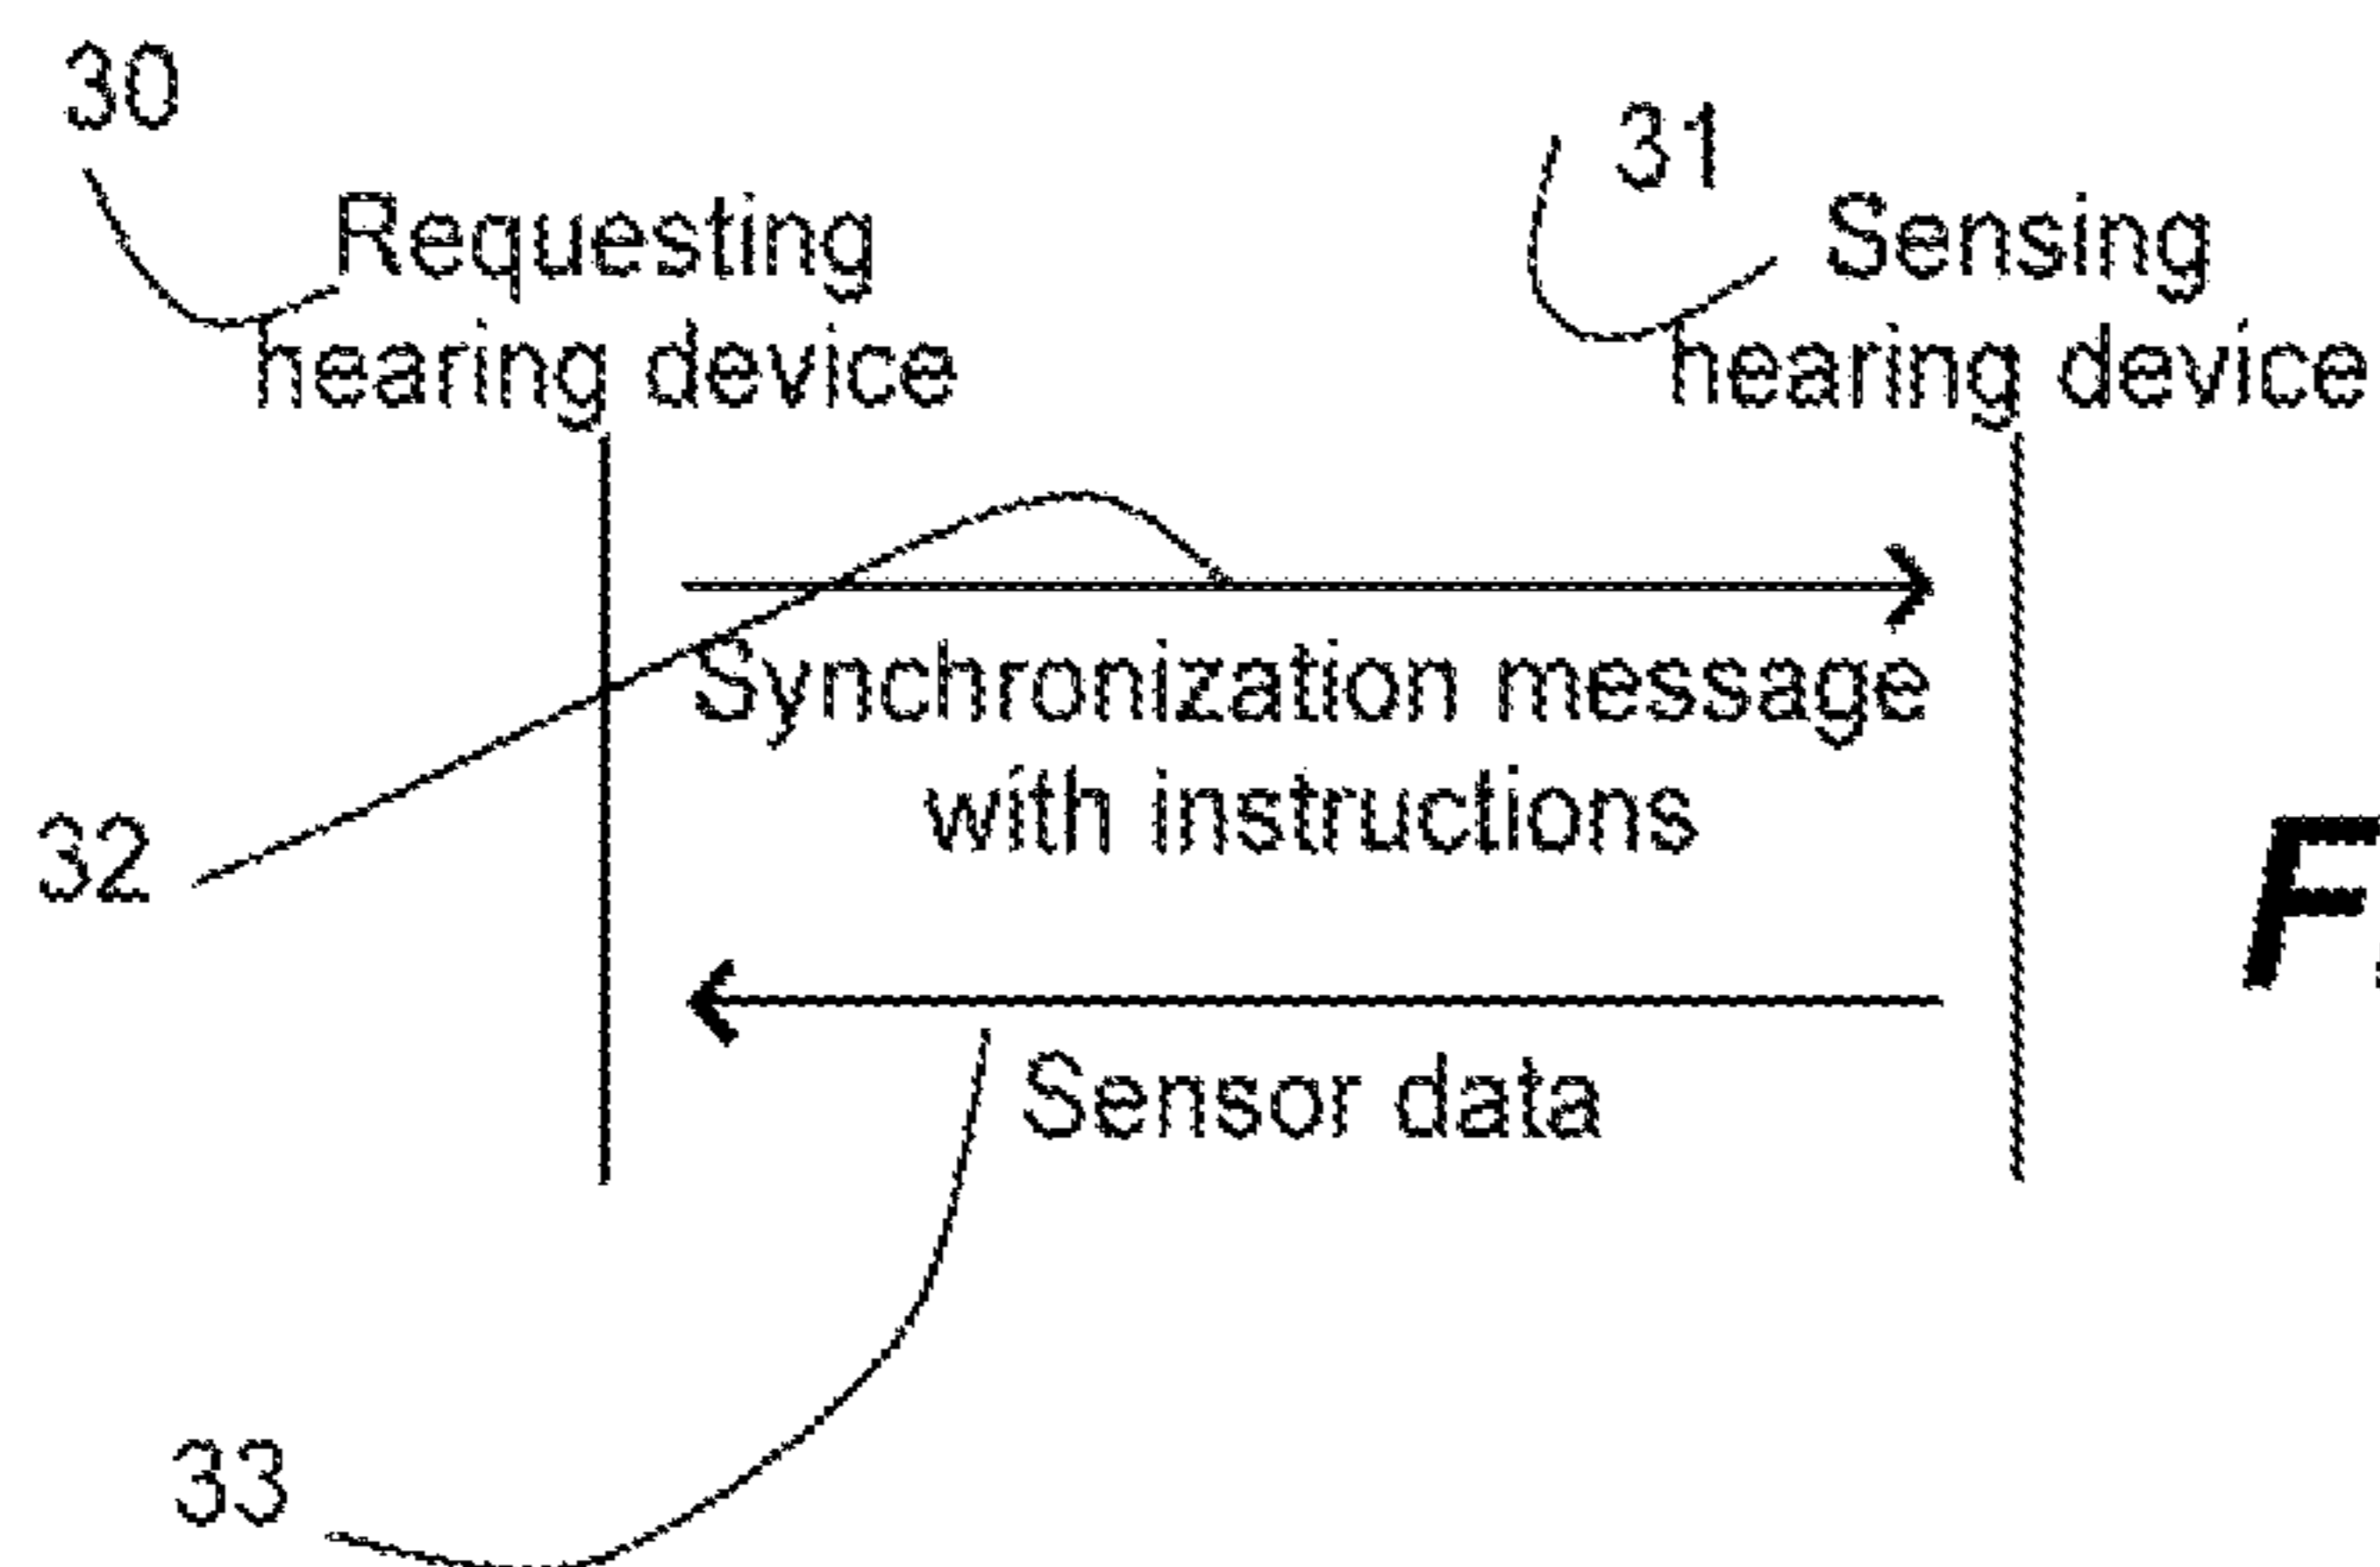 30
31
Requesting
hearing device
Sensing
hearing device
Synchronization message
with instructions
32
F
Sensor data
33